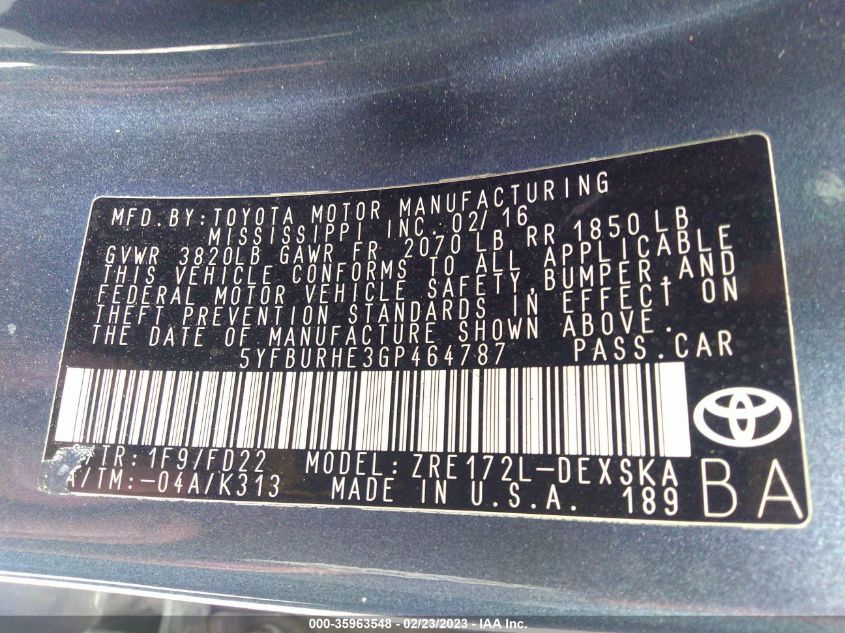 MFD.BY:TOYOTA MOTOR MANUFACTURING
MISSISSIPPI INC. 02/16
GVWR 3820LB GAWR FR 2070LB RR 1850LB
THIS VEHICLE CONFORMS TO ALL APPLICABLE
FEDERAL MOTOR VEHICLE SAFETY,BUMPER,AND
THEFT PREVENTION STANDARDS IN EFFECT ON
THE DATE OF MANUFACTURE SHOWN ABOVE.
5YFBURHE3GP464787 PASS.CAR
TR:1F9/FD22 MODEL:ZRE172L-DEXSKA
A/TM:-04A/K313 MADE IN U.S.A. 189 BA
000-35963548 - 02/23/2023 - © IAA, Inc.